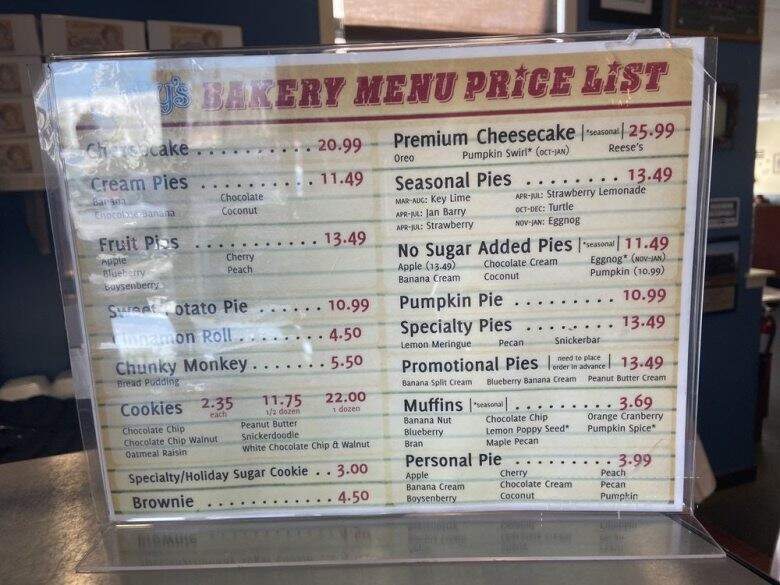 y's BAKERY MENU PRICE LIST
Cheesecake . . . . . . . . . . . 20.99
Cream Pies . . . . . . . . . . . 11.49
Banana Chocolate
Chocolate Banana Coconut
Fruit Pies . . . . . . . . . . . 13.49
Apple Cherry
Blueberry Peach
Boysenberry
Sweet Potato Pie . . . . . . 10.99
Cinnamon Roll . . . . . . . 4.50
Chunky Monkey . . . . . . . 5.50
Bread Pudding
Cookies 2.35 each 11.75 1/2 dozen 22.00 1 dozen
Chocolate Chip Peanut Butter
Chocolate Chip Walnut Snickerdoodle
Oatmeal Raisin White Chocolate Chip & Walnut
Specialty/Holiday Sugar Cookie . . 3.00
Brownie . . . . . . . . . . . . 4.50
Premium Cheesecake |*seasonal| 25.99
Oreo Pumpkin Swirl* (OCT-JAN) Reese's
Seasonal Pies . . . . . . . . 13.49
MAR-AUG: Key Lime APR-JUL: Strawberry Lemonade
APR-JUL: Jan Barry OCT-DEC: Turtle
APR-JUL: Strawberry NOV-JAN: Eggnog
No Sugar Added Pies |*seasonal| 11.49
Apple (13.49) Chocolate Cream Eggnog* (NOV-JAN)
Banana Cream Coconut Pumpkin (10.99)
Pumpkin Pie . . . . . . . . . 10.99
Specialty Pies . . . . . . . . 13.49
Lemon Meringue Pecan Snickerbar
Promotional Pies | need to place order in advance | 13.49
Banana Split Cream Blueberry Banana Cream Peanut Butter Cream
Muffins |*seasonal| . . . . . . . . 3.69
Banana Nut Chocolate Chip Orange Cranberry
Blueberry Lemon Poppy Seed* Pumpkin Spice*
Bran Maple Pecan
Personal Pie . . . . . . . . . 3.99
Apple Cherry Peach
Banana Cream Chocolate Cream Pecan
Boysenberry Coconut Pumpkin